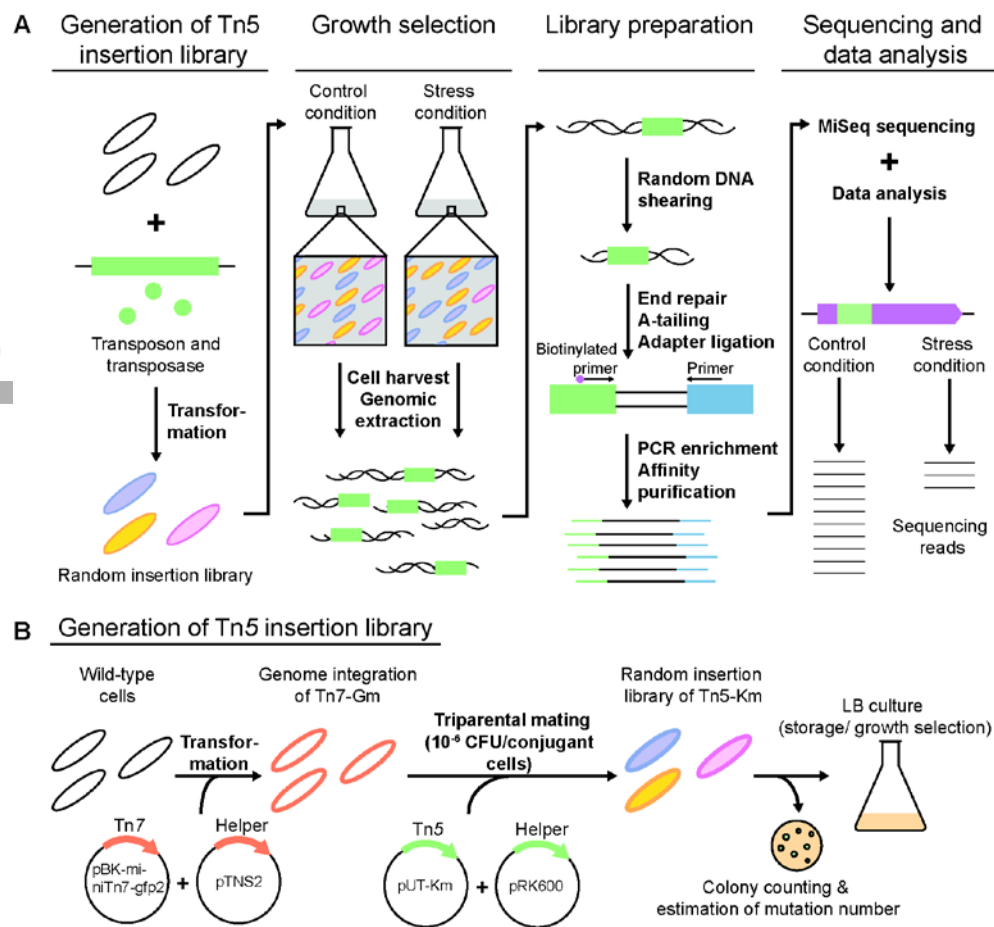 A
Generation of Tn5
insertion library
Growth selection
Library preparation
Sequencing and
data analysis
Control
condition
Stress
condition
+
Transposon and
transposase
Transfor-
mation
Random insertion library
Cell harvest
Genomic
extraction
Random DNA
shearing
End repair
A-tailing
Adapter ligation
Biotinylated
primer
Primer
PCR enrichment
Affinity
purification
MiSeq sequencing
+
Data analysis
Control
condition
Stress
condition
Sequencing
reads
B
Generation of Tn5 insertion library
Wild-type
cells
Transfor-
mation
Tn7
pBK-mi-
niTn7-gfp2
+
Helper
pTNS2
Genome integration
of Tn7-Gm
Triparental mating
(10⁻⁶ CFU/conjugant
cells)
Tn5
pUT-Km
+
Helper
pRK600
Random insertion
library of Tn5-Km
LB culture
(storage/ growth selection)
Colony counting &
estimation of mutation number